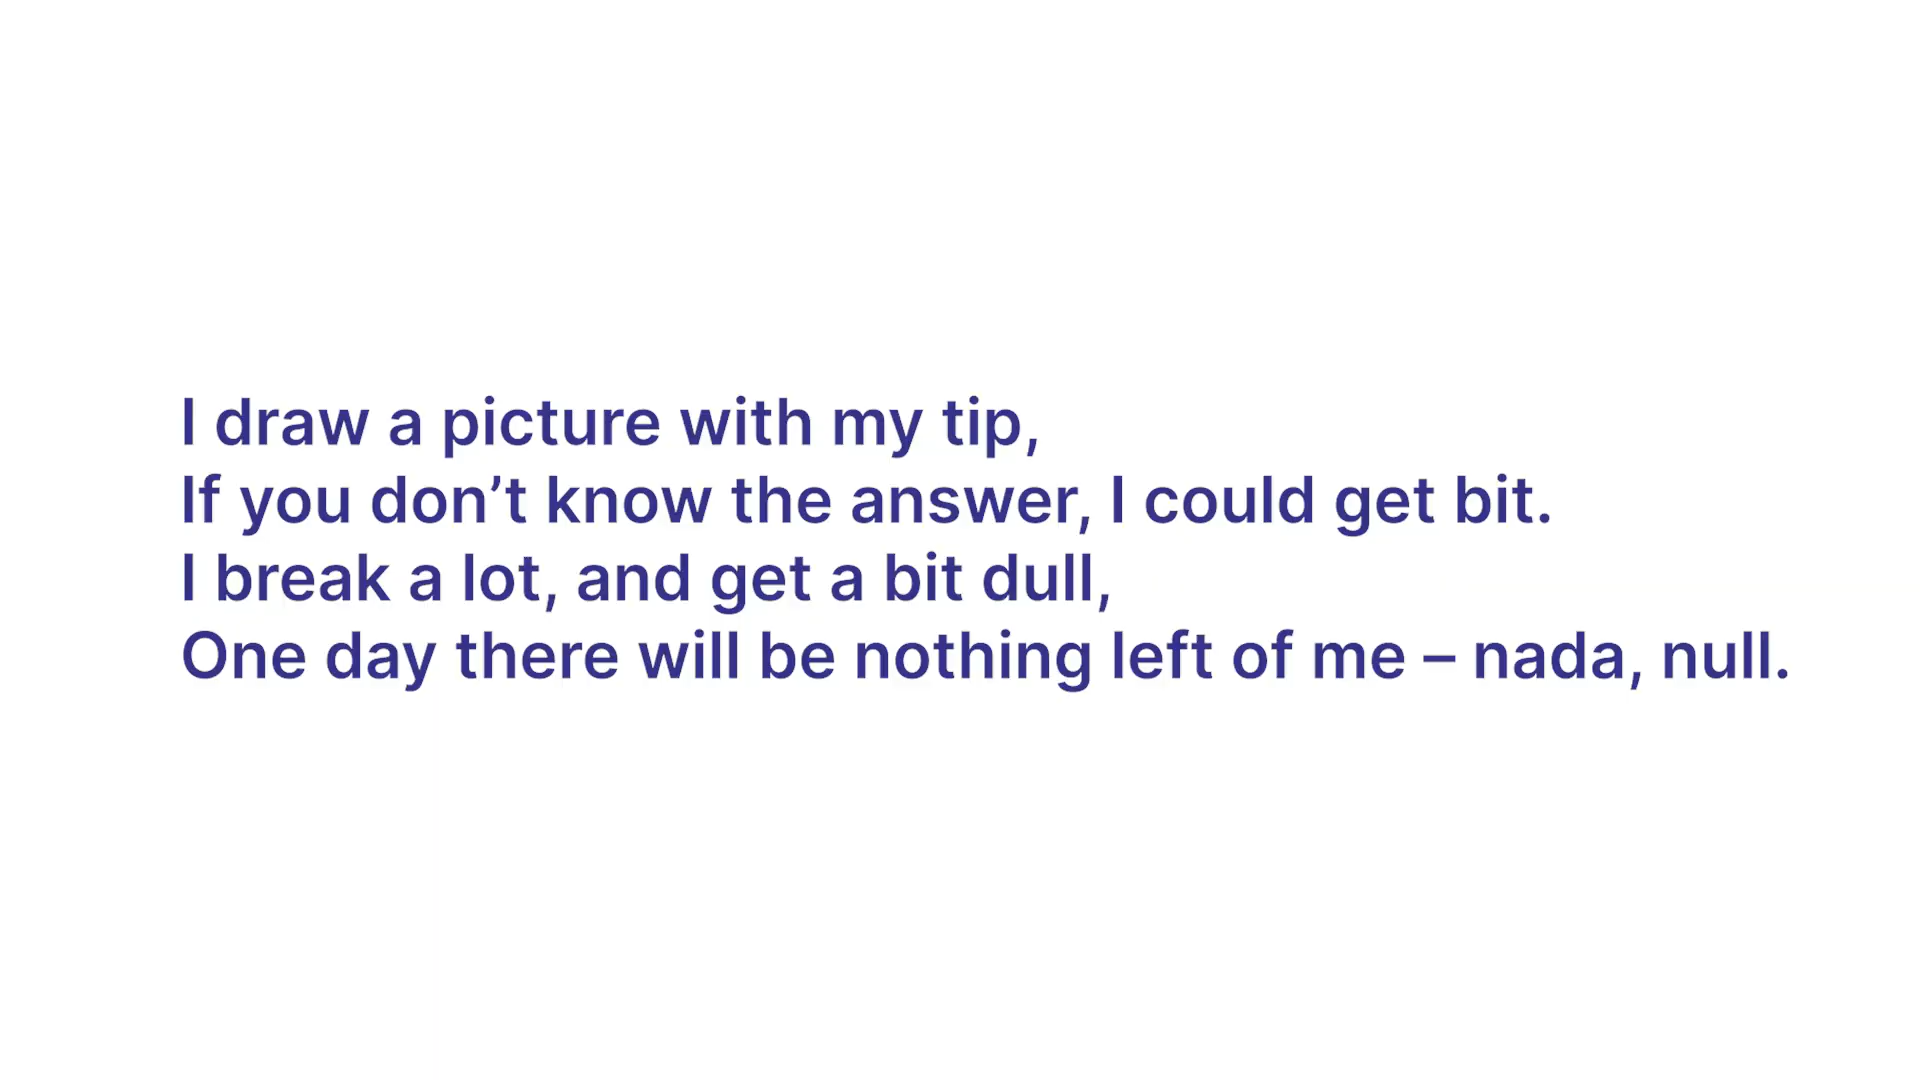 I draw a picture with my tip,
If you don’t know the answer, I could get bit.
I break a lot, and get a bit dull,
One day there will be nothing left of me – nada, null.